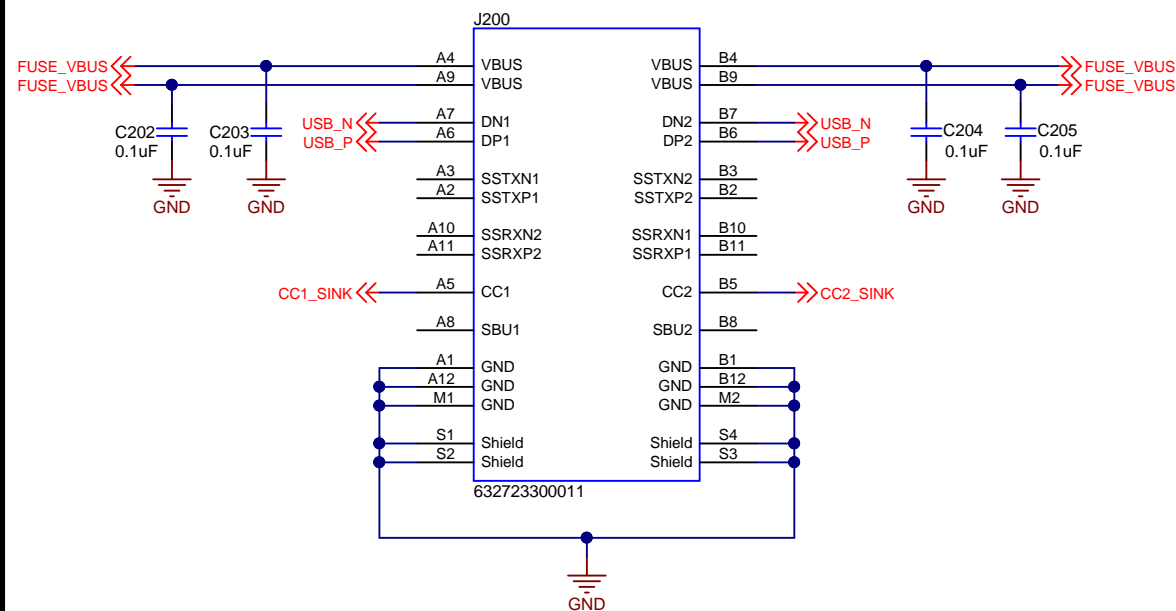 J200
FUSE_VBUS A4 VBUS VBUS B4 FUSE_VBUS
FUSE_VBUS A9 VBUS VBUS B9 FUSE_VBUS
USB_N A7 DN1 DN2 B7 USB_N
C202 C203 C204 C205
USB_P A6 DP1 DP2 B6 USB_P
0.1uF 0.1uF 0.1uF 0.1uF
A3 SSTXN1 SSTXN2 B3
A2 SSTXP1 SSTXP2 B2
GND GND GND GND
A10 SSRXN2 SSRXN1 B10
A11 SSRXP2 SSRXP1 B11
CC1_SINK A5 CC1 CC2 B5 CC2_SINK
A8 SBU1 SBU2 B8
A1 GND GND B1
A12 GND GND B12
M1 GND GND M2
S1 Shield Shield S4
S2 Shield Shield S3
632723300011
GND